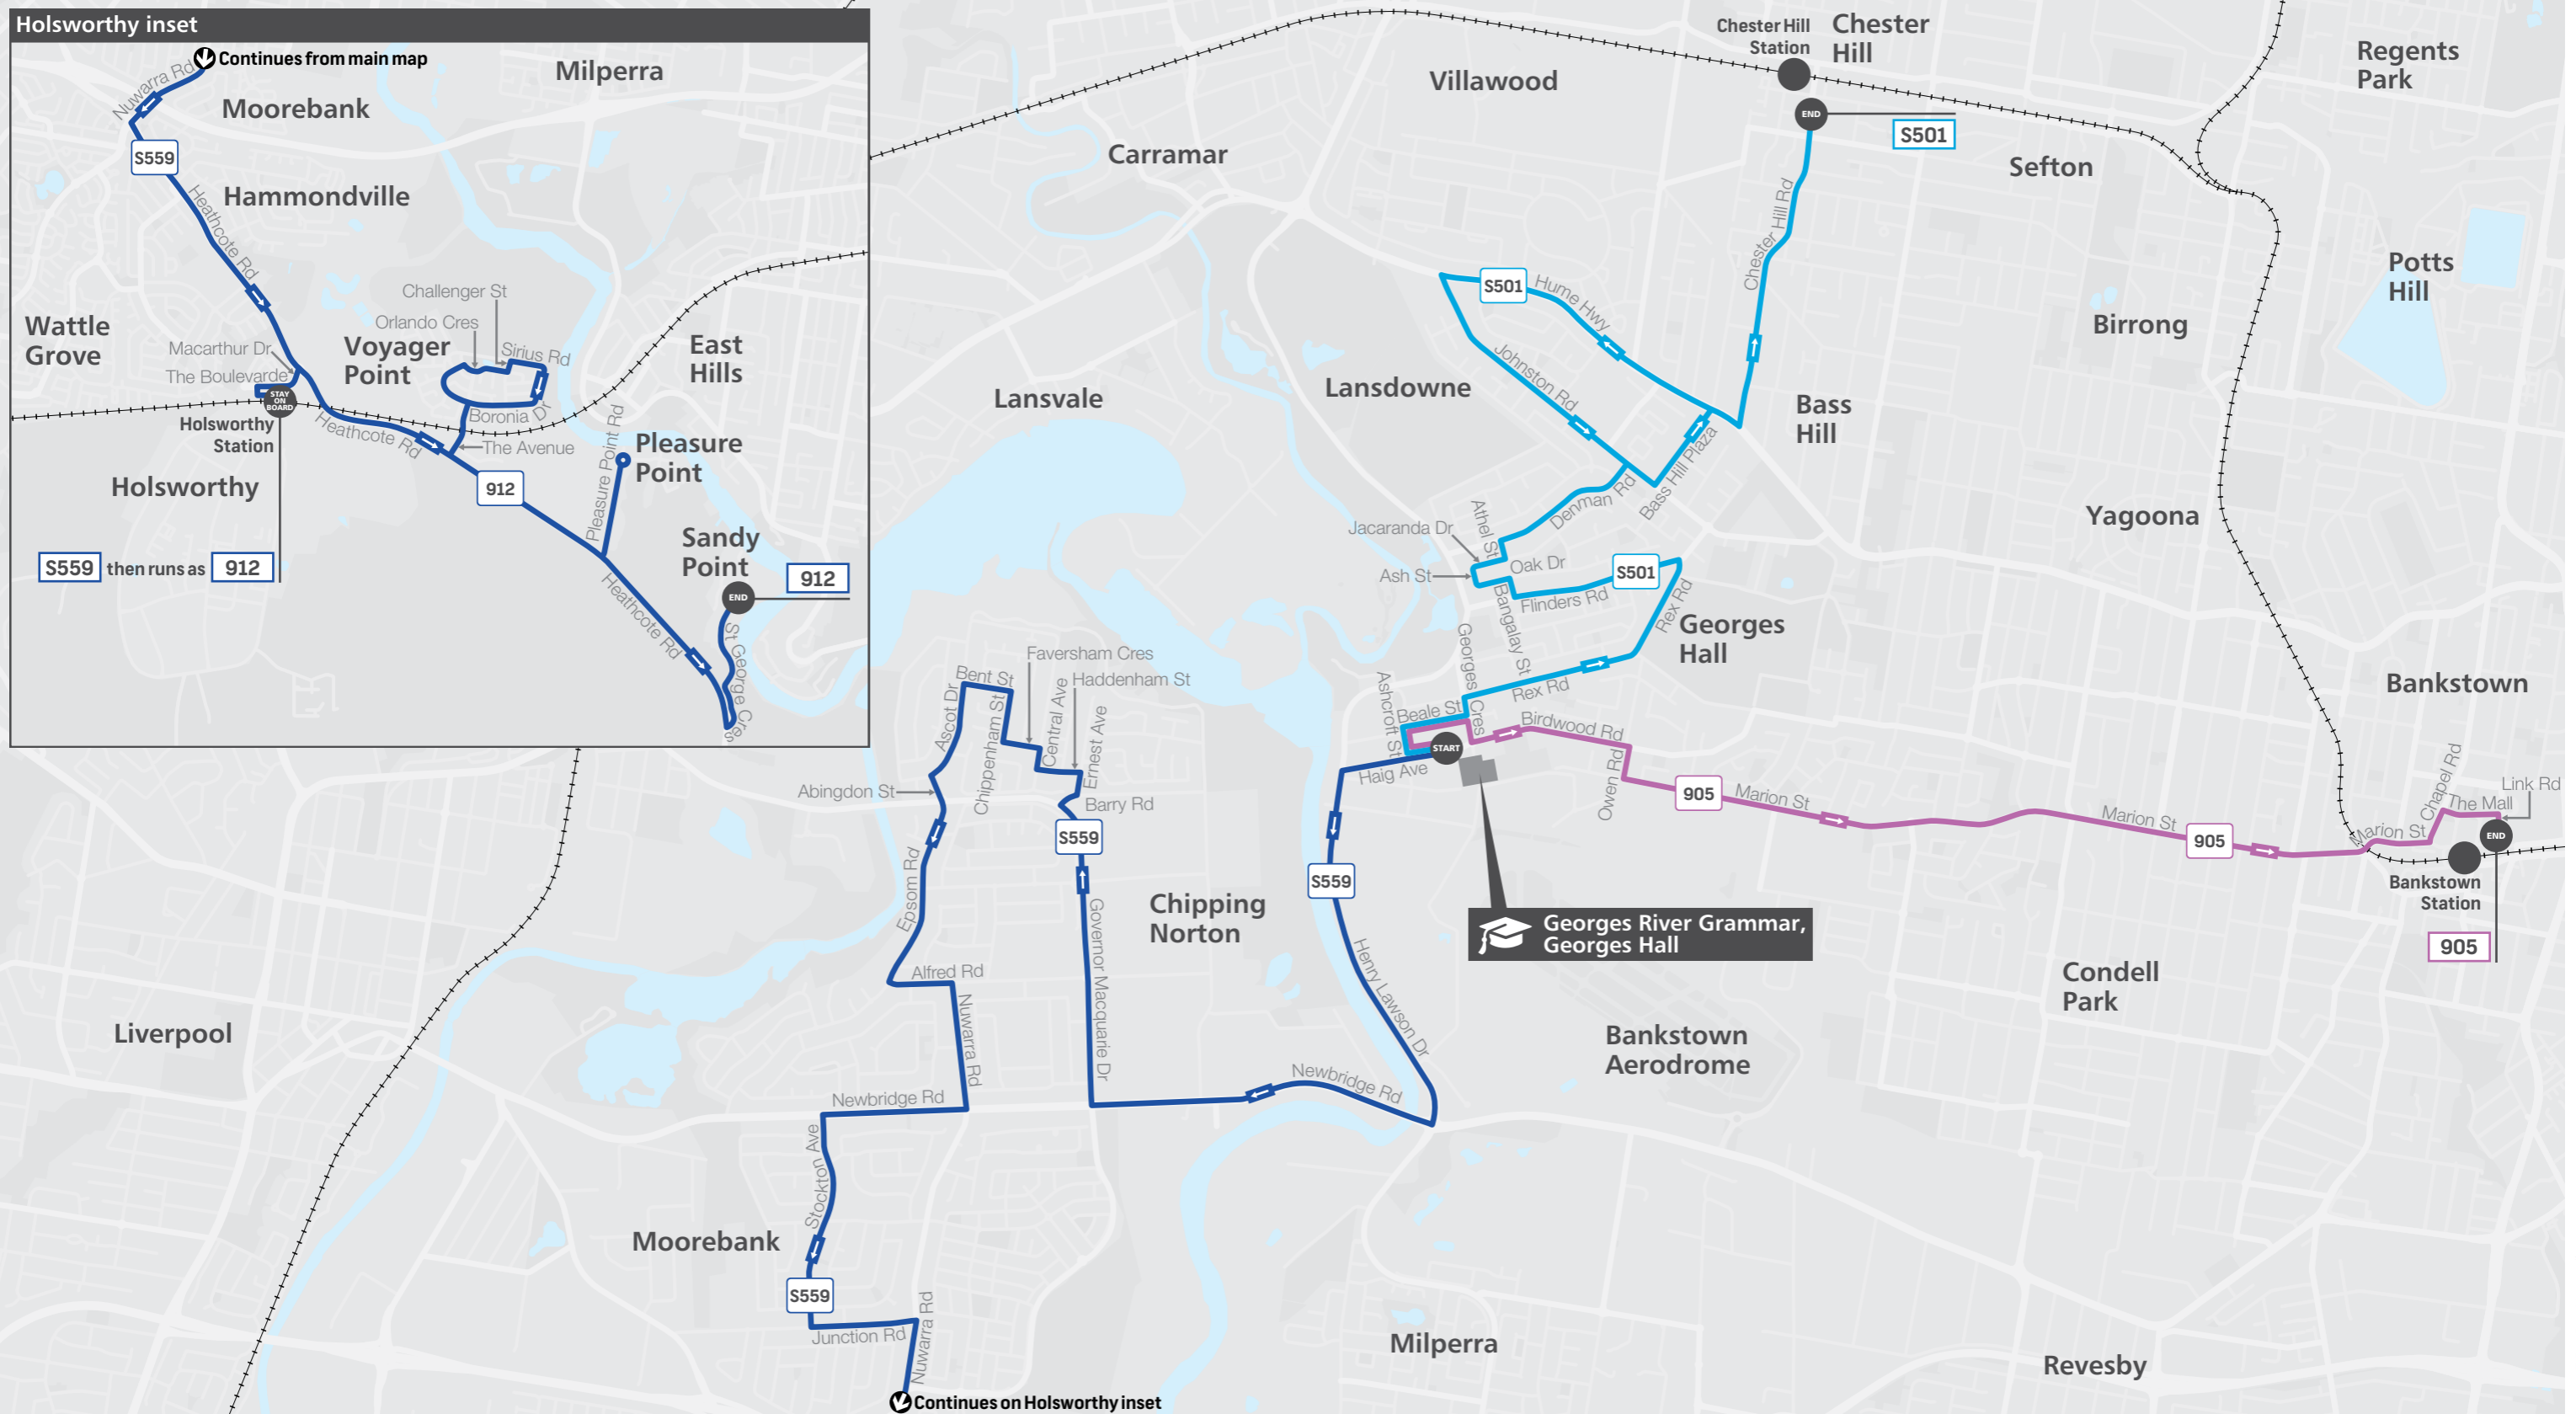 Holsworthy inset
Continues from main map
Nuwarra Rd
Moorebank
Milperra
S559
Hammondville
Heathcote Rd
Challenger St
Orlando Cres
Sirius Rd
Wattle
Grove
Macarthur Dr
The Boulevarde
Voyager
Point
East
Hills
STAY
ON
BOARD
Boronia Dr
Holsworthy
Station
Heathcote Rd
The Avenue
Pleasure Point Rd
Pleasure
Point
Holsworthy
912
Sandy
Point
S559 then runs as 912
END
912
Heathcote Rd
St George Cres
Chester Hill
Station
Chester
Hill
END
S501
Villawood
Carramar
Sefton
Regents
Park
Chester Hill Rd
Potts
Hill
S501
Hume Hwy
Birrong
Johnston Rd
Lansdowne
Lansvale
Bass
Hill
Bass Hill Plaza
Denman Rd
Yagoona
Athel St
Jacaranda Dr
Oak Dr
Ash St
S501
Flinders Rd
Bangalay St
Rex Rd
Georges
Hall
Georges Cres
Rex Rd
Ashcroft St
Beale St
Birdwood Rd
START
Haig Ave
Owen Rd
905
Marion St
Marion St
905
Marion St
Chapel Rd
The Mall
Link Rd
END
Bankstown
Bankstown
Station
905
Faversham Cres
Bent St
Haddenham St
Central Ave
Ascot Dr
Chippenham St
Ernest Ave
Abingdon St
Barry Rd
S559
S559
Epsom Rd
Chipping
Norton
Georges River Grammar,
Georges Hall
Governor Macquarie Dr
Henry Lawson Dr
Alfred Rd
Nuwarra Rd
Condell
Park
Liverpool
Bankstown
Aerodrome
Newbridge Rd
Newbridge Rd
Stockton Ave
Moorebank
S559
Junction Rd
Nuwarra Rd
Milperra
Revesby
Continues on Holsworthy inset